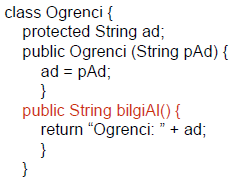 class Ogrenci {
protected String ad;
public Ogrenci (String pAd) {
ad = pAd;
}
public String bilgiAl() {
return “Ogrenci: ” + ad;
}
}